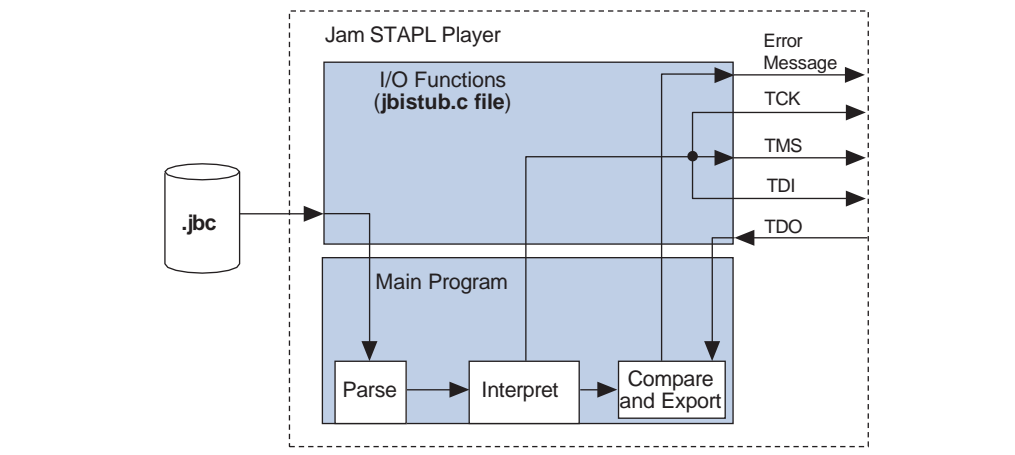 Jam STAPL Player
I/O Functions
(jbistub.c file)
Error
Message
TCK
TMS
TDI
TDO
.jbc
Main Program
Parse
Interpret
Compare
and Export